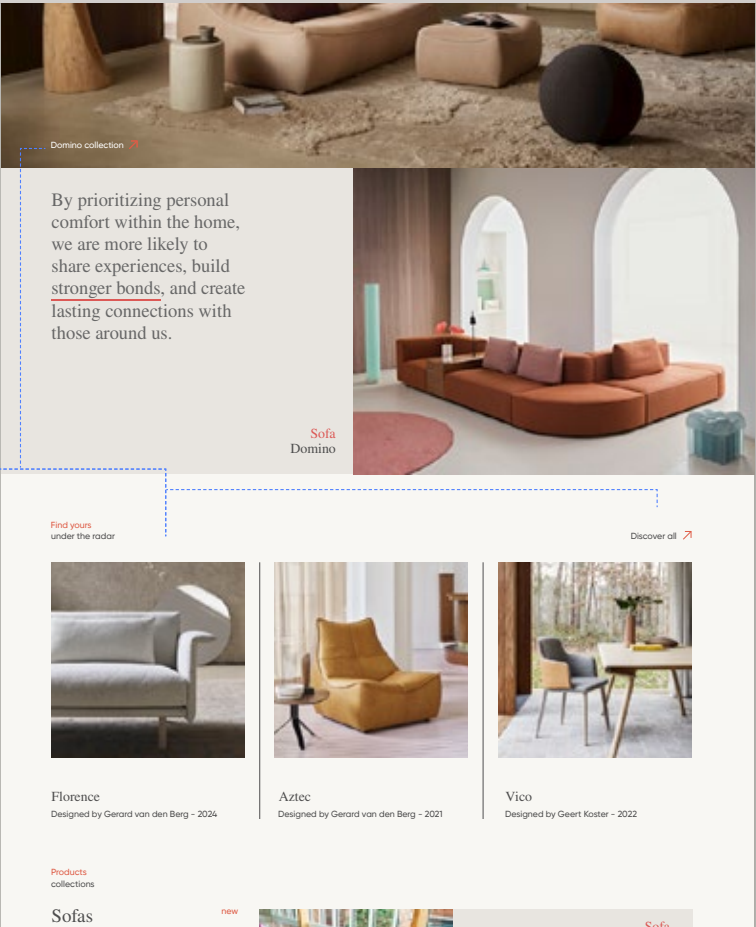 Domino collection
By prioritizing personal
comfort within the home,
we are more likely to
share experiences, build
stronger bonds, and create
lasting connections with
those around us.
Sofa
Domino
Find yours
under the radar
Discover all
Florence
Designed by Gerard van den Berg - 2024
Aztec
Designed by Gerard van den Berg - 2021
Vico
Designed by Geert Koster - 2022
Products
collections
Sofas
new
Sofa